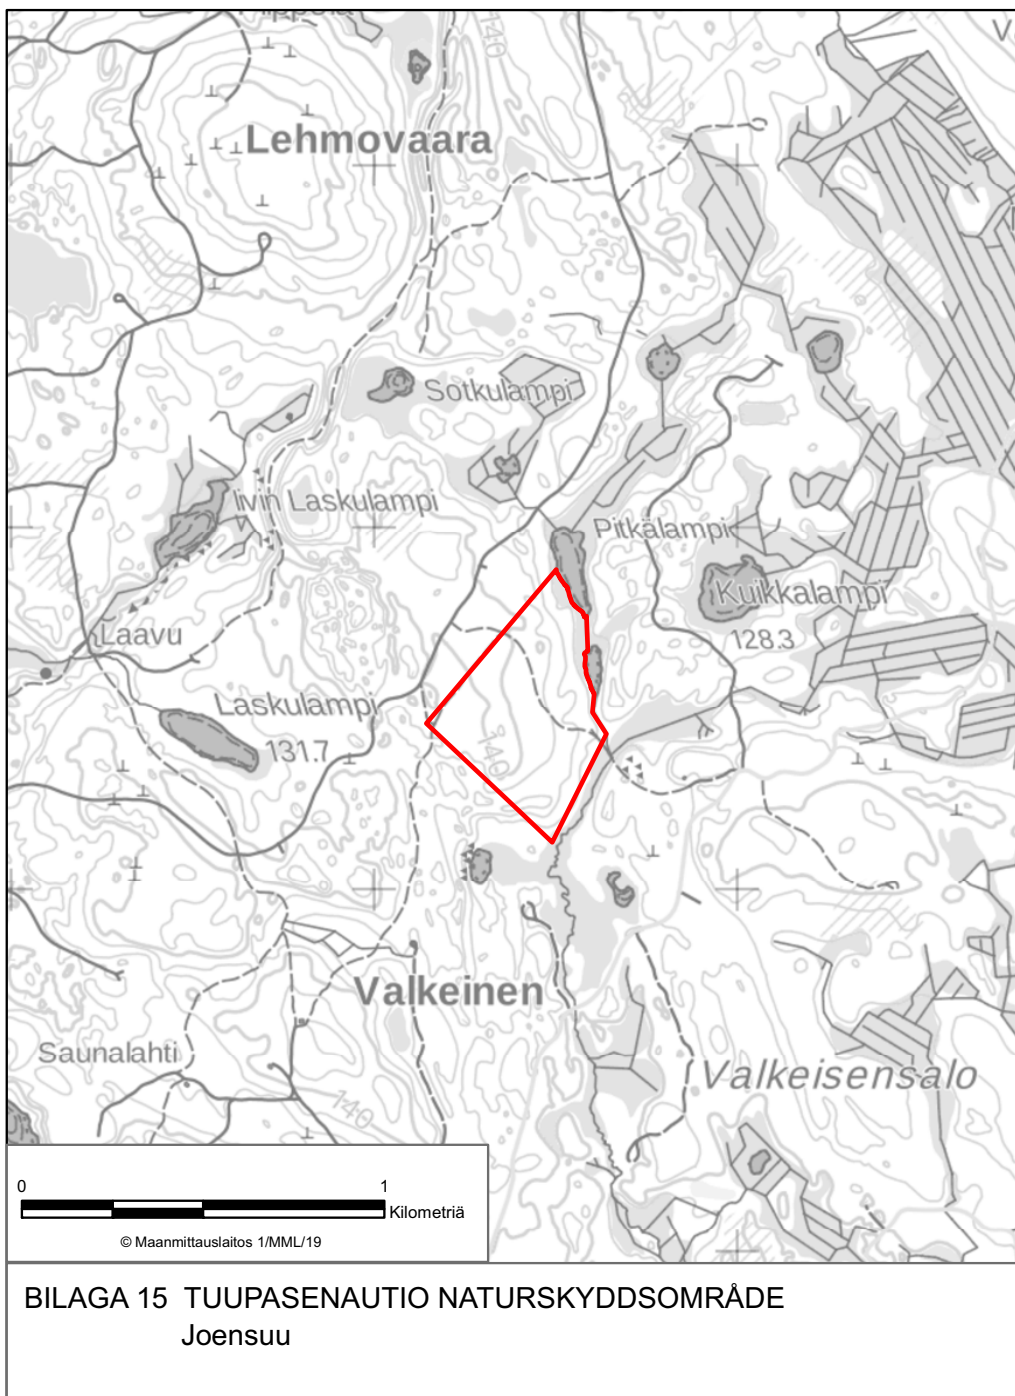 140
Lehmovaara
Sotkulampi
Iivin Laskulampi
Pitkälampi
Kuikkalampi
128.3
Laavu
Laskulampi
131.7
140
Valkeinen
Saunalahti
Valkeisensalo
140
0 1
Kilometriä
© Maanmittauslaitos 1/MML/19
BILAGA 15 TUUPASENAUTIO NATURSKYDDSOMRÅDE
Joensuu